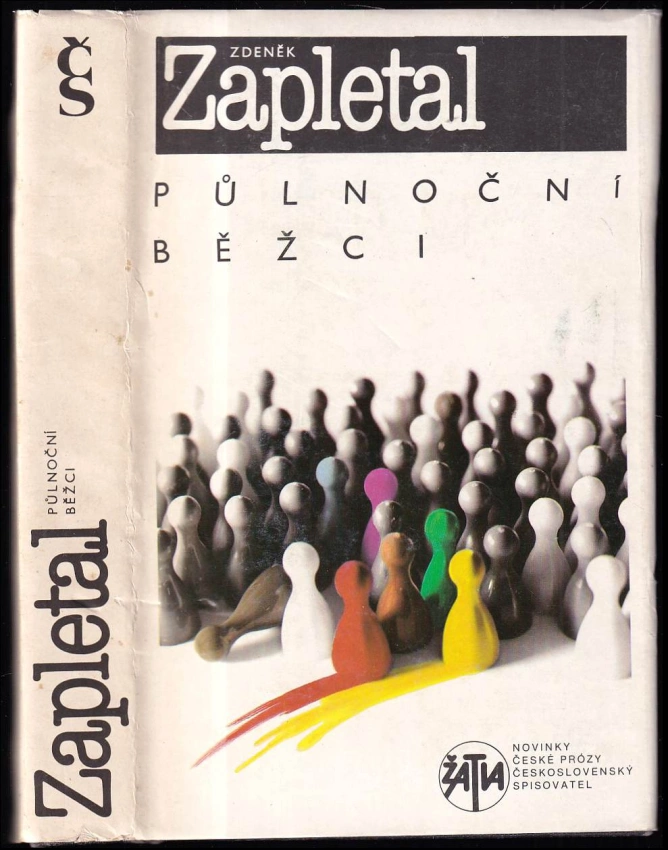 ČS
PŮLNOČNÍ
BĚŽCI
Zapletal
ZDENĚK
Zapletal
PŮLNOČNÍ
BĚŽCI
ŽATVA
NOVINKY
ČESKÉ PRÓZY
ČESKOSLOVENSKÝ
SPISOVATEL